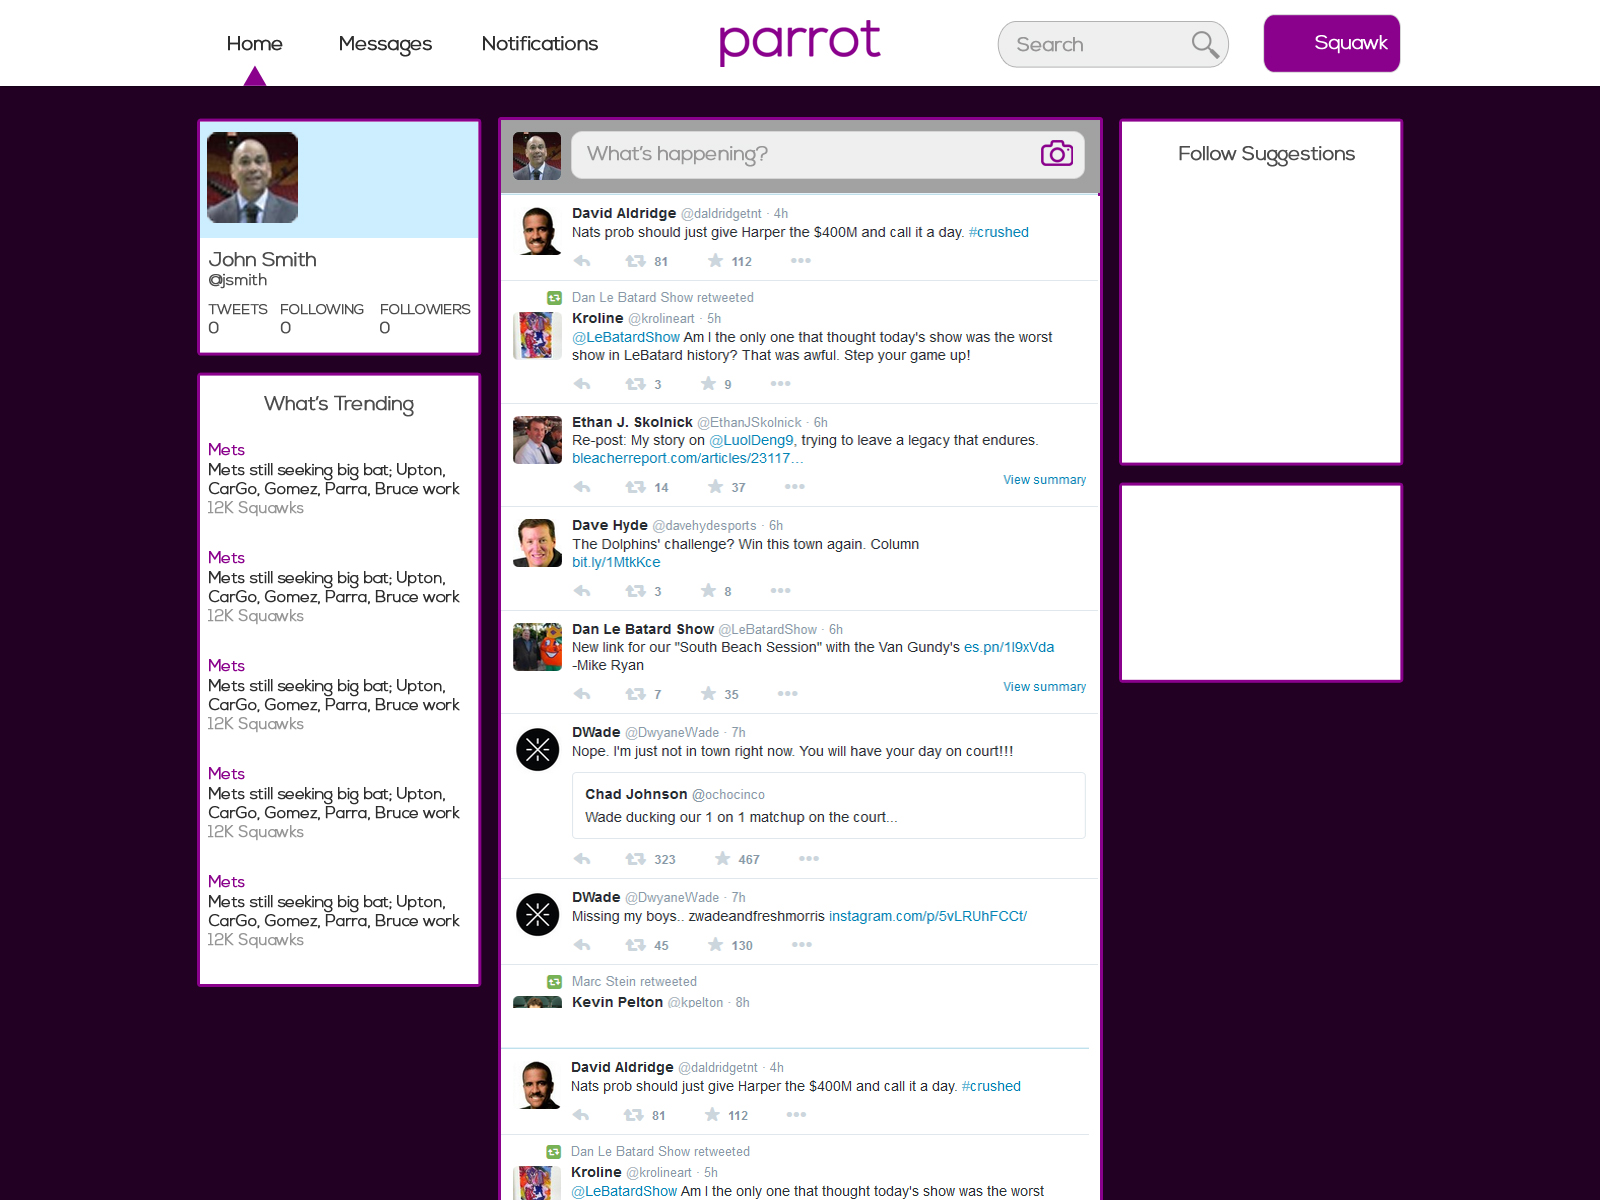 Home
Messages
Notifications
parrot
Search
Squawk
John Smith
@jsmith
TWEETS FOLLOWING FOLLOWIERS
0 0 0
What's Trending
Mets
Mets still seeking big bat; Upton,
CarGo, Gomez, Parra, Bruce work
12K Squawks
Mets
Mets still seeking big bat; Upton,
CarGo, Gomez, Parra, Bruce work
12K Squawks
Mets
Mets still seeking big bat; Upton,
CarGo, Gomez, Parra, Bruce work
12K Squawks
Mets
Mets still seeking big bat; Upton,
CarGo, Gomez, Parra, Bruce work
12K Squawks
Mets
Mets still seeking big bat; Upton,
CarGo, Gomez, Parra, Bruce work
12K Squawks
What's happening?
David Aldridge @daldridgetnt · 4h
Nats prob should just give Harper the $400M and call it a day. #crushed
81 112
Dan Le Batard Show retweeted
Kroline @krolineart · 5h
@LeBatardShow Am I the only one that thought today's show was the worst
show in LeBatard history? That was awful. Step your game up!
3 9
Ethan J. Skolnick @EthanJSkolnick · 6h
Re-post: My story on @LuolDeng9, trying to leave a legacy that endures.
bleacherreport.com/articles/23117...
View summary
14 37
Dave Hyde @davehydesports · 6h
The Dolphins' challenge? Win this town again. Column
bit.ly/1MtkKce
3 8
Dan Le Batard Show @LeBatardShow · 6h
New link for our "South Beach Session" with the Van Gundy's es.pn/1I9xVda
-Mike Ryan
View summary
7 35
DWade @DwyaneWade · 7h
Nope. I'm just not in town right now. You will have your day on court!!!
Chad Johnson @ochocinco
Wade ducking our 1 on 1 matchup on the court...
323 467
DWade @DwyaneWade · 7h
Missing my boys.. zwadeandfreshmorris instagram.com/p/5vLRUhFCCt/
45 130
Marc Stein retweeted
Kevin Pelton @kpelton · 8h
David Aldridge @daldridgetnt · 4h
Nats prob should just give Harper the $400M and call it a day. #crushed
81 112
Dan Le Batard Show retweeted
Kroline @krolineart · 5h
@LeBatardShow Am I the only one that thought today's show was the worst
Follow Suggestions